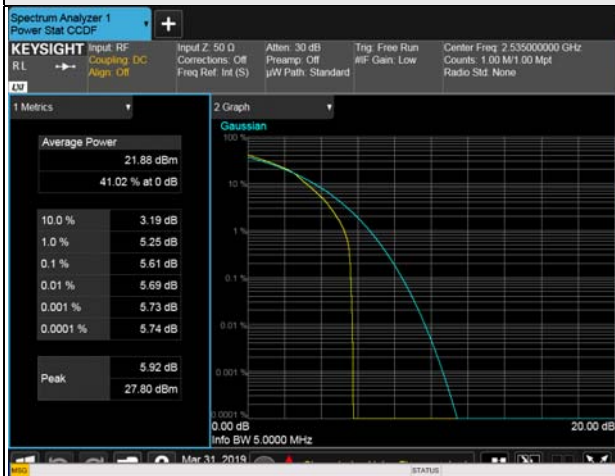 Spectrum Analyzer 1
Power Stat CCDF
KEYSIGHT
RL
LXI
Input: RF
Coupling: DC
Align: Off
Input Z: 50 Ω
Corrections: Off
Freq Ref: Int (S)
Atten: 30 dB
Preamp: Off
µW Path: Standard
Trig: Free Run
#IF Gain: Low
Center Freq: 2.535000000 GHz
Counts: 1.00 M/1.00 Mpt
Radio Std: None
1 Metrics
Average Power
21.88 dBm
41.02 % at 0 dB
10.0 % 3.19 dB
1.0 % 5.25 dB
0.1 % 5.61 dB
0.01 % 5.69 dB
0.001 % 5.73 dB
0.0001 % 5.74 dB
Peak
5.92 dB
27.80 dBm
2 Graph
Gaussian
100 %
10 %
1 %
0.1 %
0.01 %
0.001 %
0.0001 %
0.00 dB
20.00 dB
Info BW 5.0000 MHz
Mar 31, 2019
MSG
STATUS